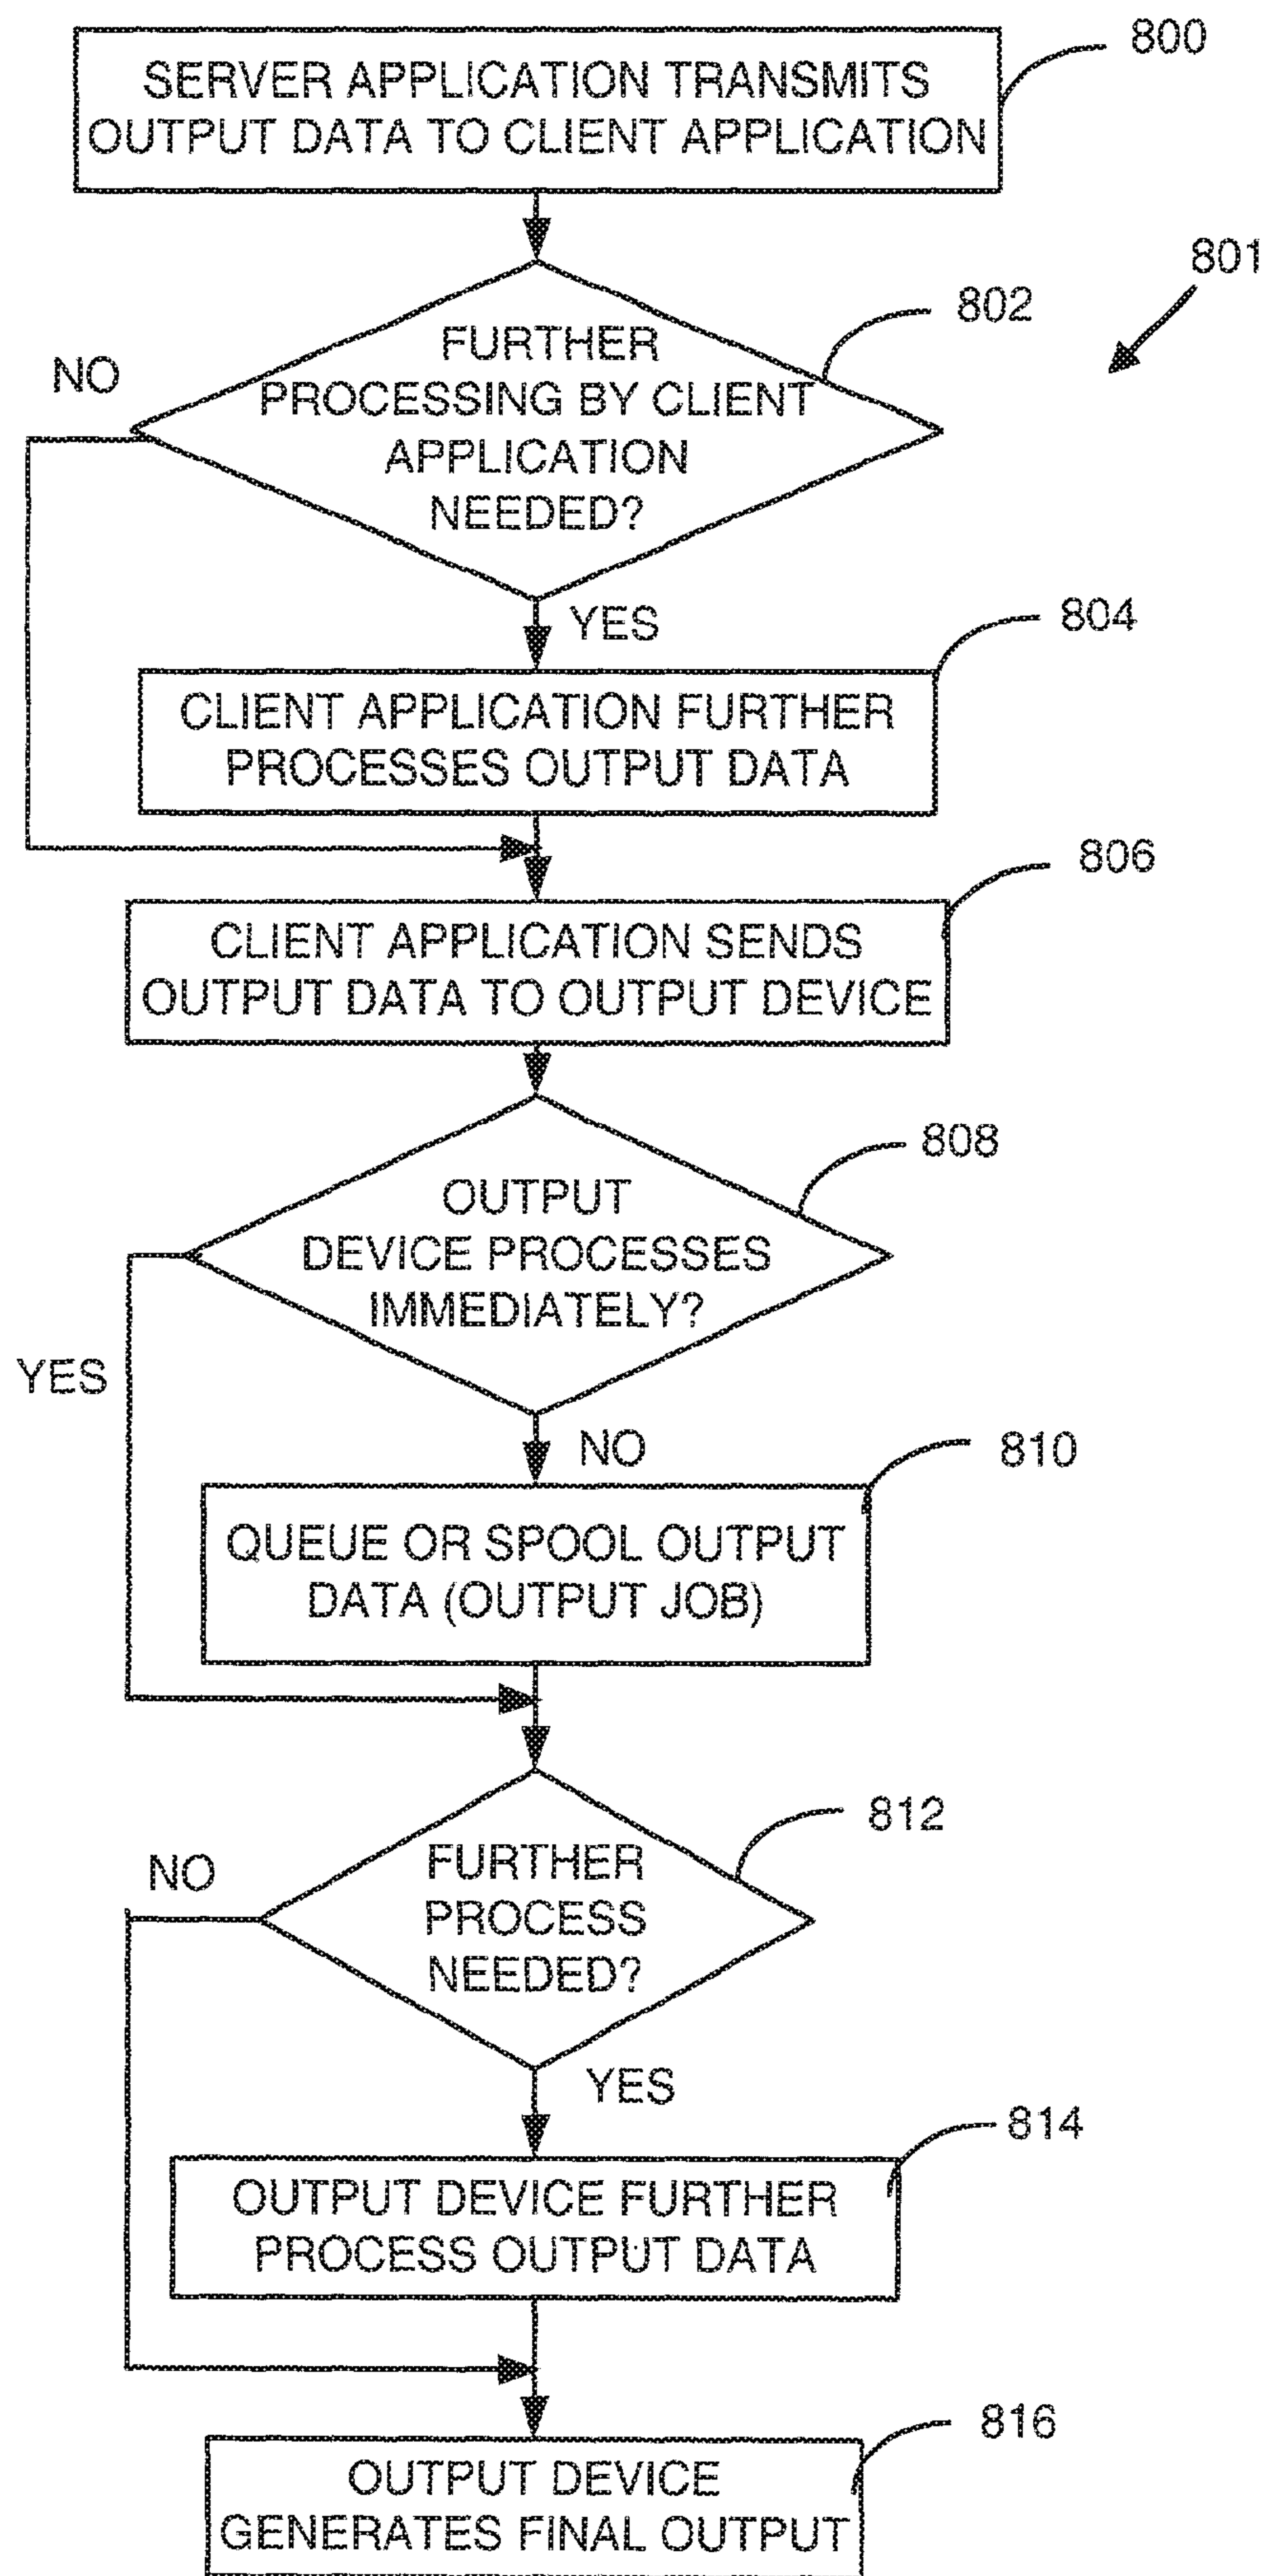 800
SERVER APPLICATION TRANSMITS
OUTPUT DATA TO CLIENT APPLICATION
801
802
FURTHER
PROCESSING BY CLIENT
APPLICATION
NEEDED?
NO
YES
804
CLIENT APPLICATION FURTHER
PROCESSES OUTPUT DATA
806
CLIENT APPLICATION SENDS
OUTPUT DATA TO OUTPUT DEVICE
808
OUTPUT
DEVICE PROCESSES
IMMEDIATELY?
YES
NO
810
QUEUE OR SPOOL OUTPUT
DATA (OUTPUT JOB)
812
FURTHER
PROCESS
NEEDED?
NO
YES
814
OUTPUT DEVICE FURTHER
PROCESS OUTPUT DATA
816
OUTPUT DEVICE
GENERATES FINAL OUTPUT